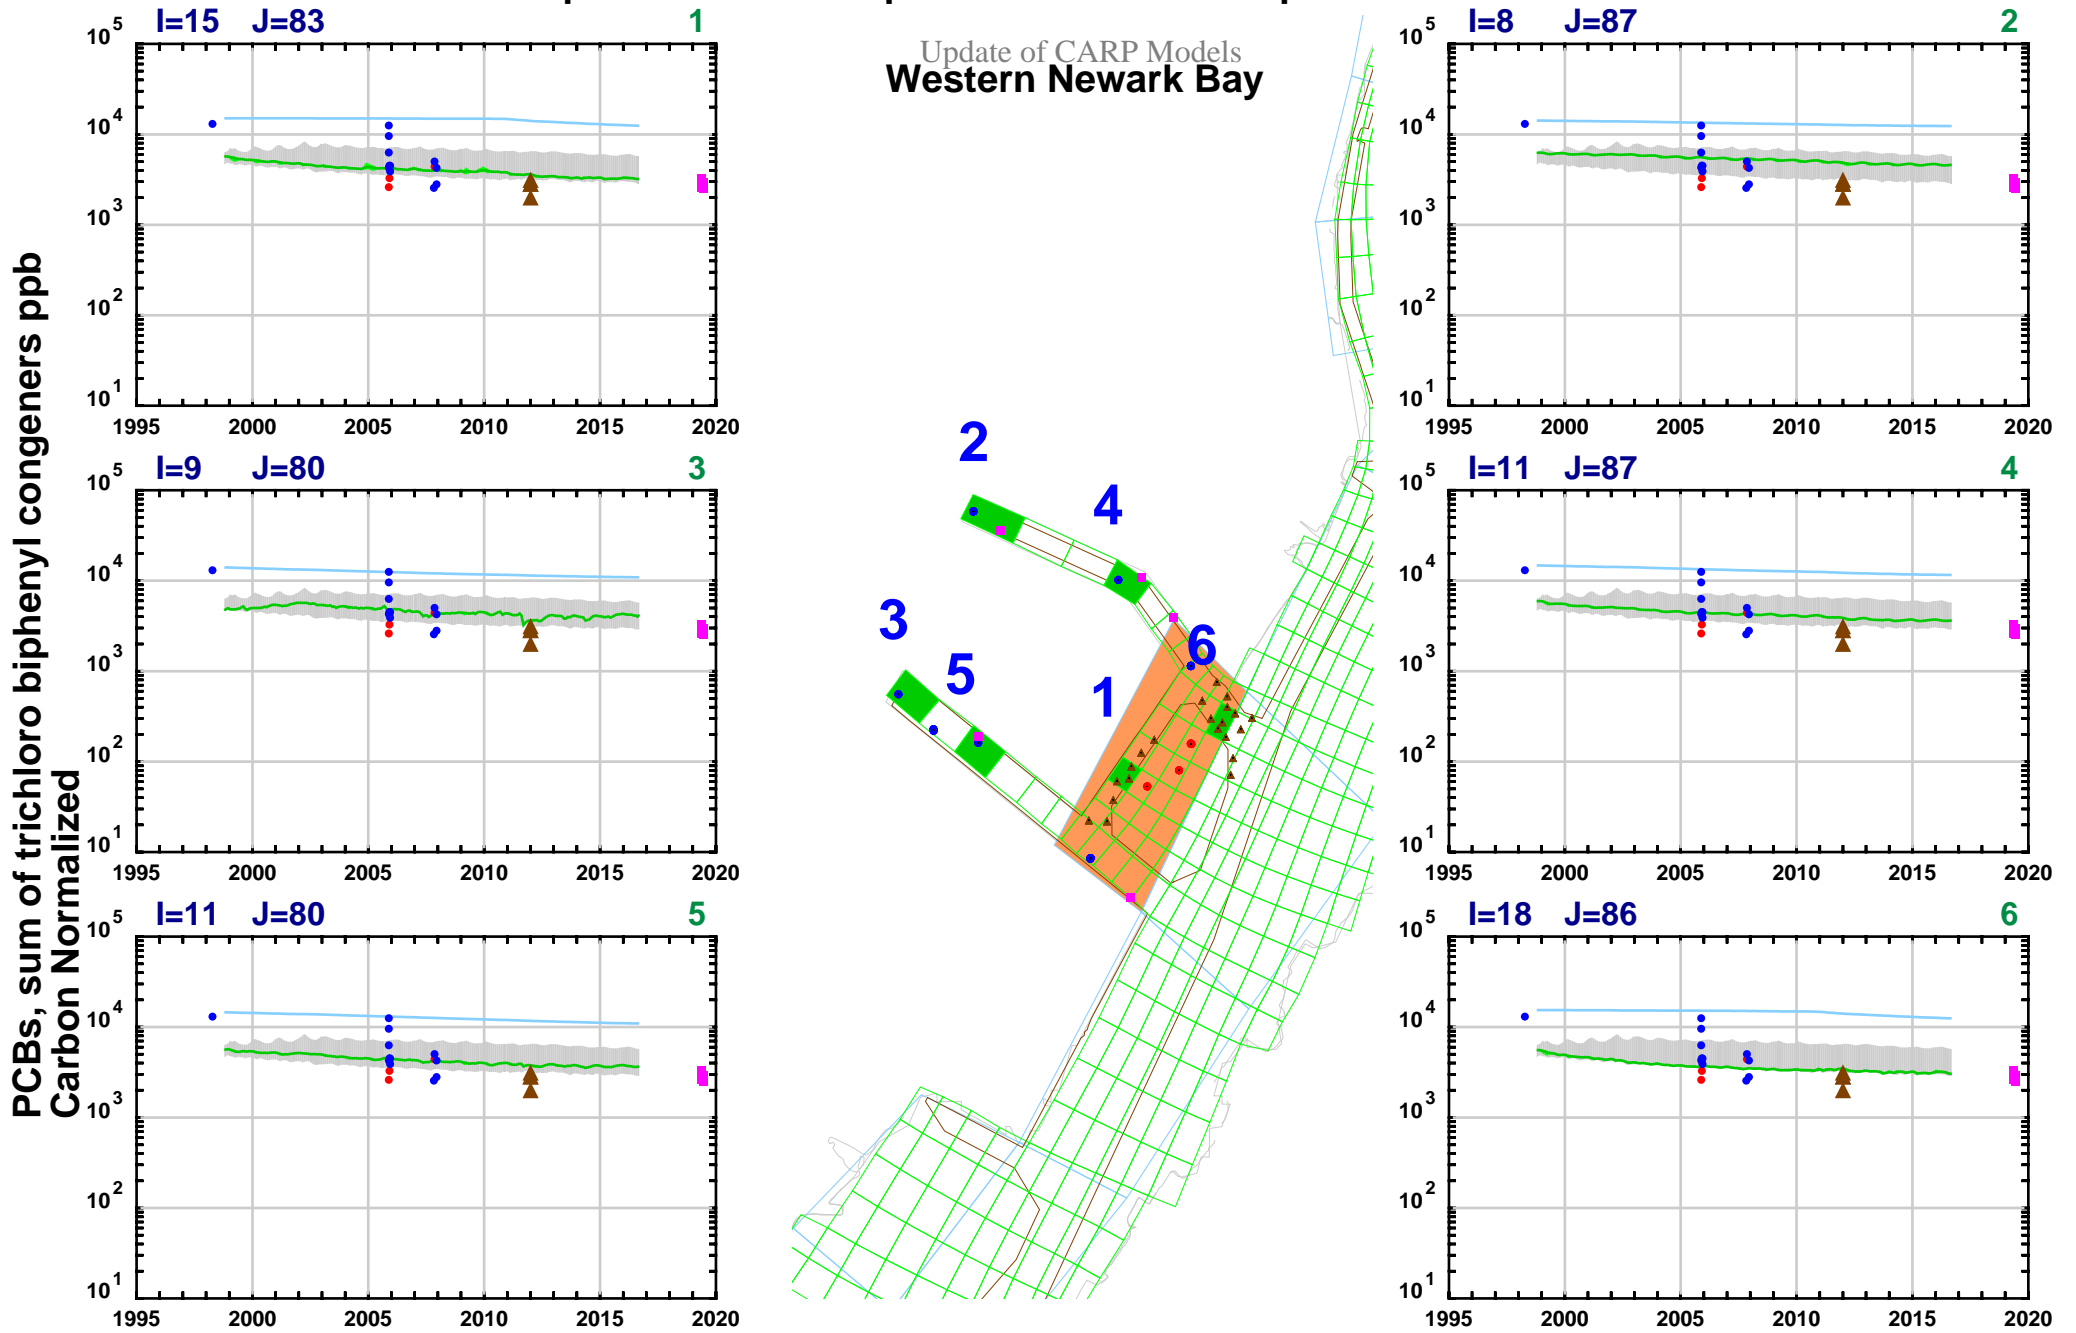 Update of CARP Models
Western Newark Bay
PCBs, sum of trichloro biphenyl congeners ppb
Carbon Normalized
I=15 J=83 1
10^5
10^4
10^3
10^2
10^1
1995 2000 2005 2010 2015 2020
I=8 J=87 2
10^5
10^4
10^3
10^2
10^1
1995 2000 2005 2010 2015 2020
I=9 J=80 3
10^5
10^4
10^3
10^2
10^1
1995 2000 2005 2010 2015 2020
I=11 J=87 4
10^5
10^4
10^3
10^2
10^1
1995 2000 2005 2010 2015 2020
I=11 J=80 5
10^5
10^4
10^3
10^2
10^1
1995 2000 2005 2010 2015 2020
I=18 J=86 6
10^5
10^4
10^3
10^2
10^1
1995 2000 2005 2010 2015 2020
2
4
3
6
5
1